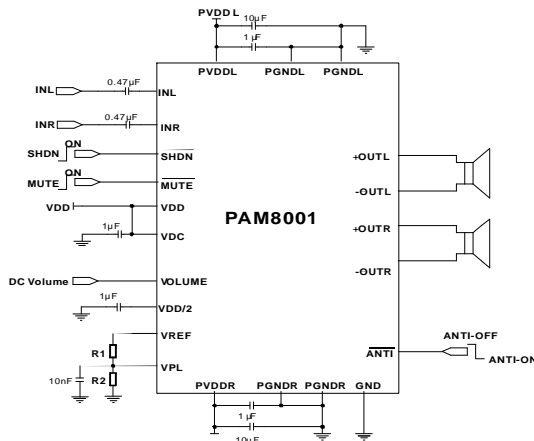 PVDD L
10µF
1 µF
PVDDL PGNDL PGNDL
INL 0.47µF INL
INR 0.47µF INR
ON
SHDN SHDN
ON
MUTE MUTE
VDD VDD
1µF VDC
PAM8001
+OUTL
-OUTL
+OUTR
-OUTR
DC Volume VOLUME
1µF VDD/2
VREF
R1
VPL
10nF R2
ANTI-OFF
ANTI
ANTI-ON
PVDDR PGNDR PGNDR GND
1 µF
10µF